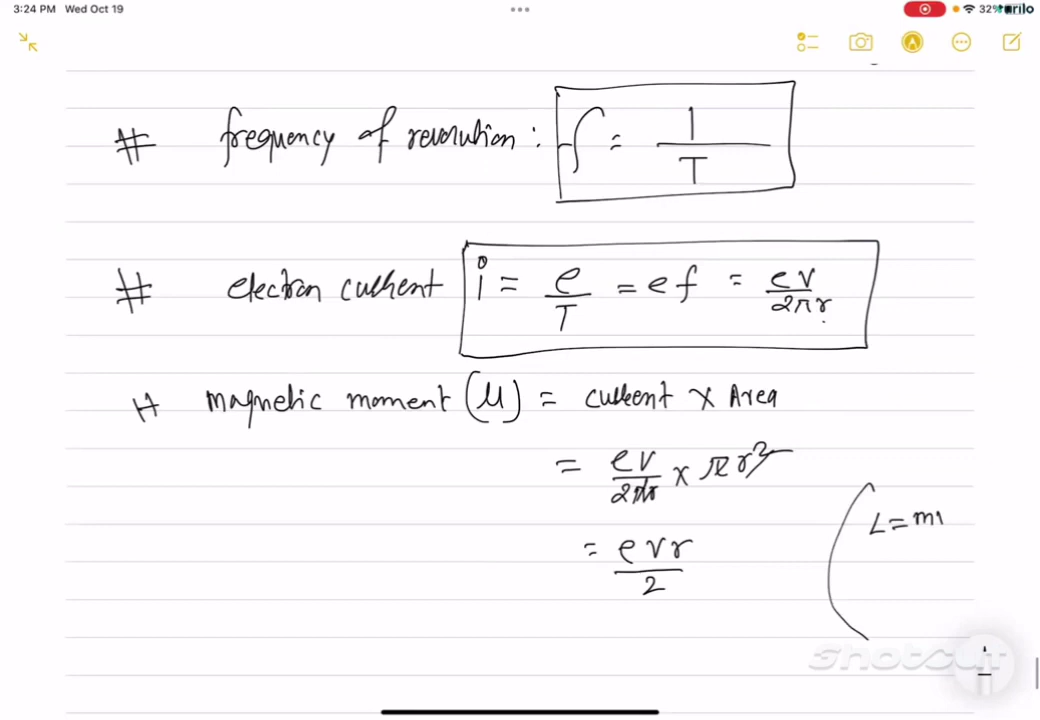 3:24 PM Wed Oct 19
32%
# frequency of revolution : f = 1/T
# electron current i = e/T = ef = ev/2πr
# magnetic moment (μ) = current × Area
= ev/2πr × πr²
= evr/2
L = mv
shotcut